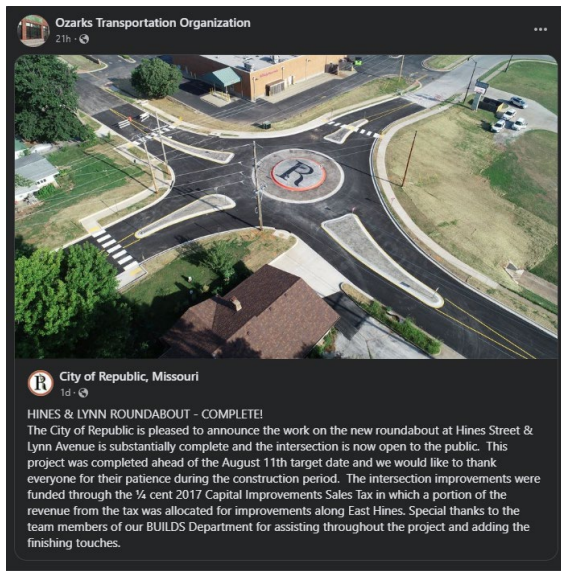 Ozarks Transportation Organization
21h ·
R
City of Republic, Missouri
1d ·
HINES & LYNN ROUNDABOUT - COMPLETE!
The City of Republic is pleased to announce the work on the new roundabout at Hines Street &
Lynn Avenue is substantially complete and the intersection is now open to the public.  This
project was completed ahead of the August 11th target date and we would like to thank
everyone for their patience during the construction period.  The intersection improvements were
funded through the ¼ cent 2017 Capital Improvements Sales Tax in which a portion of the
revenue from the tax was allocated for improvements along East Hines. Special thanks to the
team members of our BUILDS Department for assisting throughout the project and adding the
finishing touches.